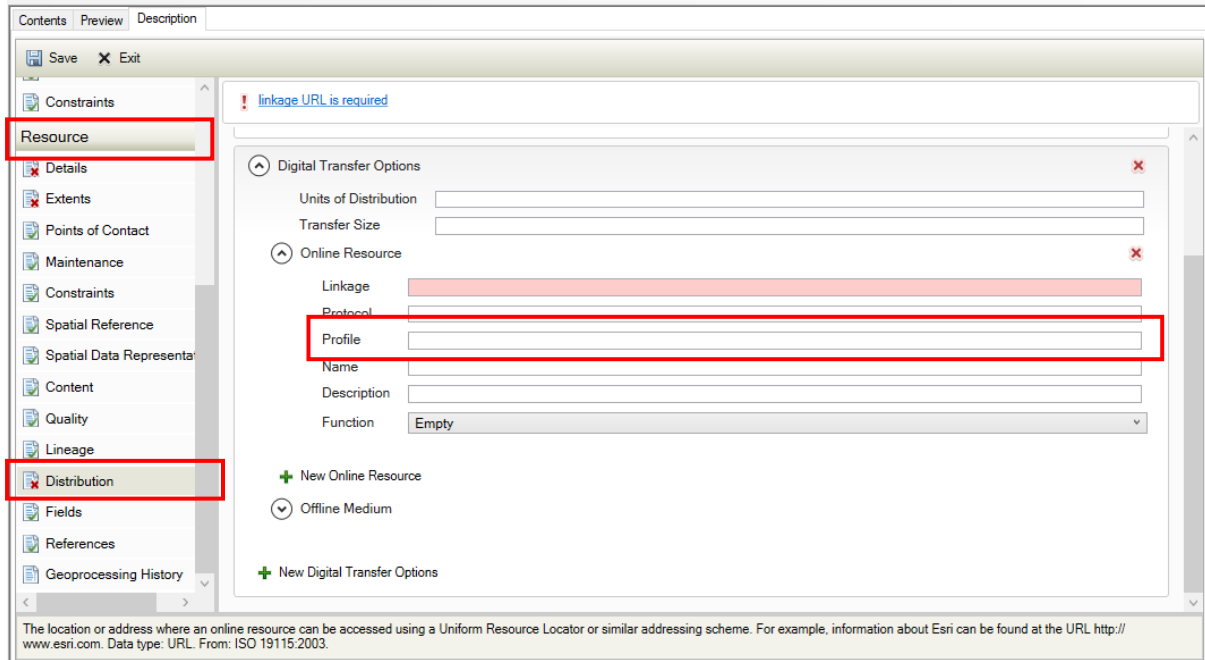 Contents Preview Description
Save Exit
Constraints
Resource
Details
Extents
Points of Contact
Maintenance
Constraints
Spatial Reference
Spatial Data Representat
Content
Quality
Lineage
Distribution
Fields
References
Geoprocessing History
linkage URL is required
Digital Transfer Options
Units of Distribution
Transfer Size
Online Resource
Linkage
Protocol
Profile
Name
Description
Function Empty
New Online Resource
Offline Medium
New Digital Transfer Options
The location or address where an online resource can be accessed using a Uniform Resource Locator or similar addressing scheme. For example, information about Esri can be found at the URL http://
www.esri.com. Data type: URL. From: ISO 19115:2003.